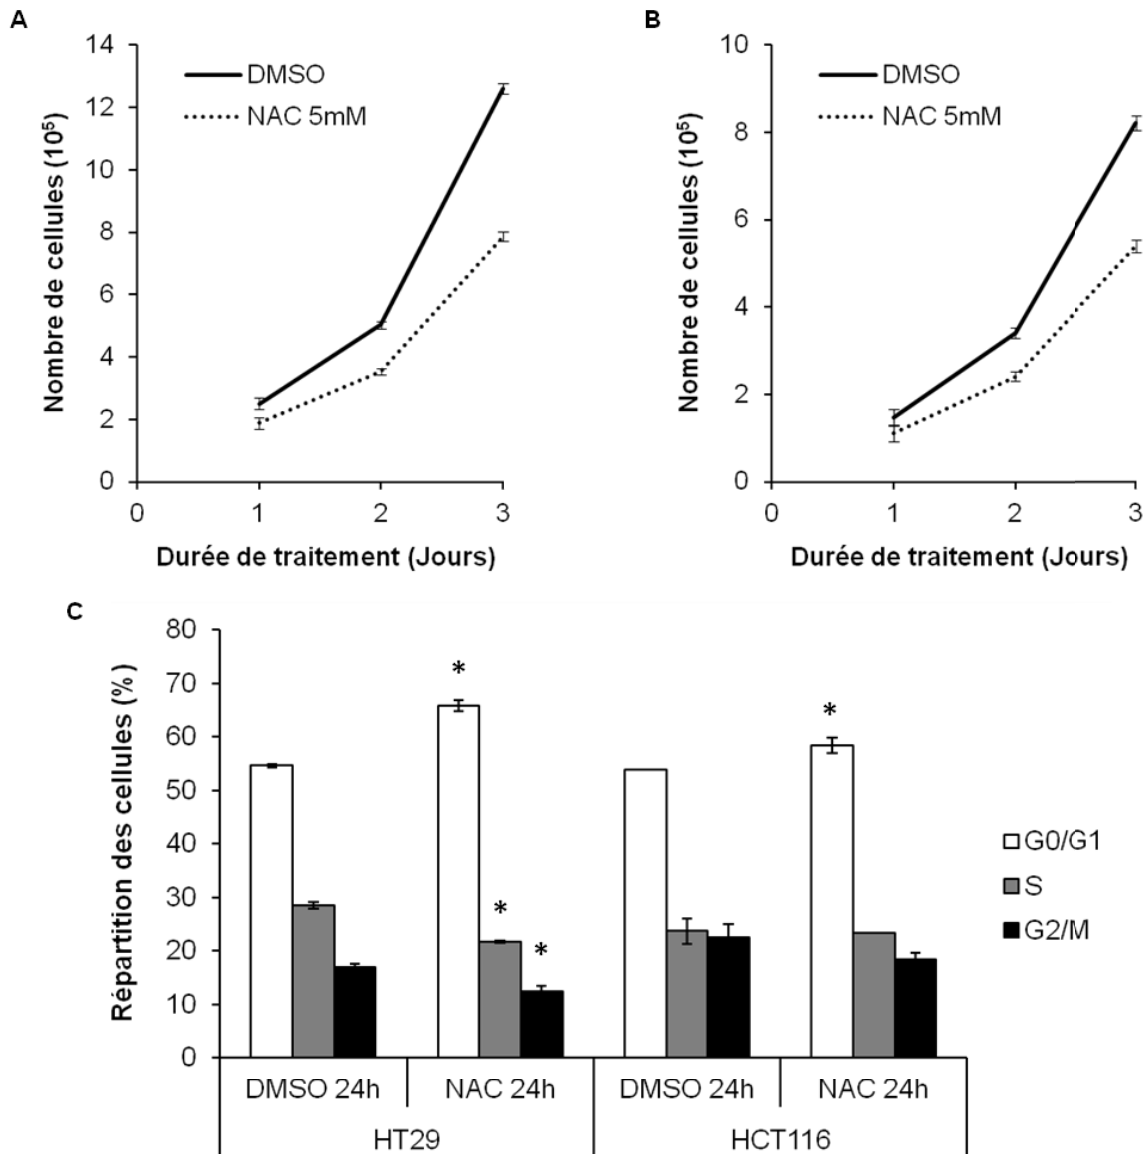 A
14
12
10
8
6
4
2
0
Nombre de cellules (10⁵)
DMSO
NAC 5mM
0 1 2 3
Durée de traitement (Jours)
B
10
8
6
4
2
0
Nombre de cellules (10⁵)
DMSO
NAC 5mM
0 1 2 3
Durée de traitement (Jours)
C
80
70
60
50
40
30
20
10
0
Répartition des cellules (%)
* * * *
G0/G1
S
G2/M
DMSO 24h NAC 24h DMSO 24h NAC 24h
HT29 HCT116